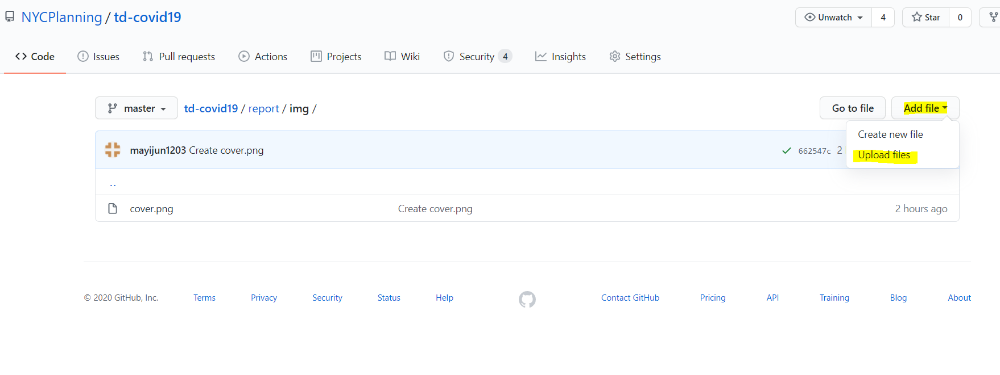 NYCPlanning / td-covid19
Unwatch 4 Star 0
Code Issues Pull requests Actions Projects Wiki Security 4 Insights Settings
master td-covid19 / report / img / Go to file Add file
Create new file
mayijun1203 Create cover.png 662547c 2
Upload files
..
cover.png Create cover.png 2 hours ago
© 2020 GitHub, Inc. Terms Privacy Security Status Help Contact GitHub Pricing API Training Blog About